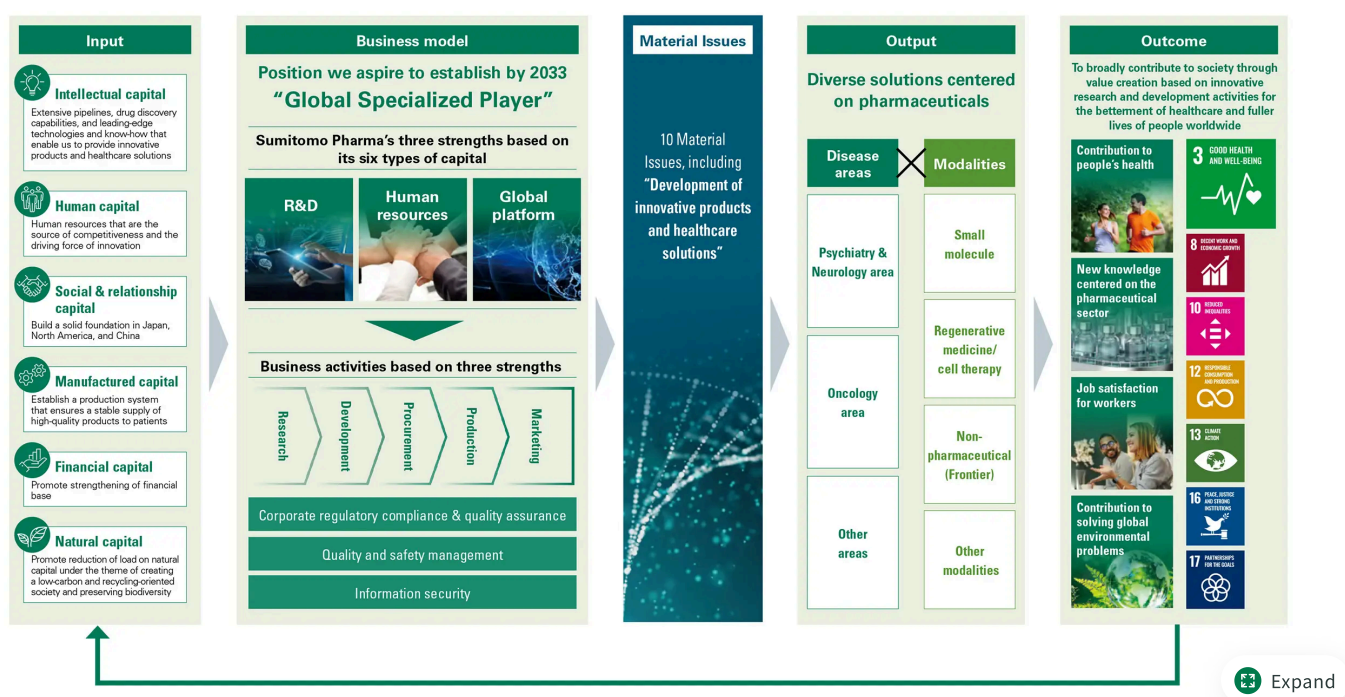 Input
Intellectual capital
Extensive pipelines, drug discovery
capabilities, and leading-edge
technologies and know-how that
enable us to provide innovative
products and healthcare solutions
Human capital
Human resources that are the
source of competitiveness and the
driving force of innovation
Social & relationship
capital
Build a solid foundation in Japan,
North America, and China
Manufactured capital
Establish a production system
that ensures a stable supply of
high-quality products to patients
Financial capital
Promote strengthening of financial
base
Natural capital
Promote reduction of load on natural
capital under the theme of creating
a low-carbon and recycling-oriented
society and preserving biodiversity
Business model
Position we aspire to establish by 2033
“Global Specialized Player”
Sumitomo Pharma’s three strengths based on
its six types of capital
R&D
Human
resources
Global
platform
Business activities based on three strengths
Research
Development
Procurement
Production
Marketing
Corporate regulatory compliance & quality assurance
Quality and safety management
Information security
Material Issues
10 Material
Issues, including
“Development of
innovative products
and healthcare
solutions”
Output
Diverse solutions centered
on pharmaceuticals
Disease
areas
Modalities
Psychiatry &
Neurology area
Oncology
area
Other
areas
Small
molecule
Regenerative
medicine/
cell therapy
Non-
pharmaceutical
(Frontier)
Other
modalities
Outcome
To broadly contribute to society through
value creation based on innovative
research and development activities for
the betterment of healthcare and fuller
lives of people worldwide
Contribution to
people’s health
New knowledge
centered on the
pharmaceutical
sector
Job satisfaction
for workers
Contribution to
solving global
environmental
problems
3 GOOD HEALTH
AND WELL-BEING
8 DECENT WORK AND
ECONOMIC GROWTH
10 REDUCED
INEQUALITIES
12 RESPONSIBLE
CONSUMPTION
AND PRODUCTION
13 CLIMATE
ACTION
16 PEACE, JUSTICE
AND STRONG
INSTITUTIONS
17 PARTNERSHIPS
FOR THE GOALS
Expand